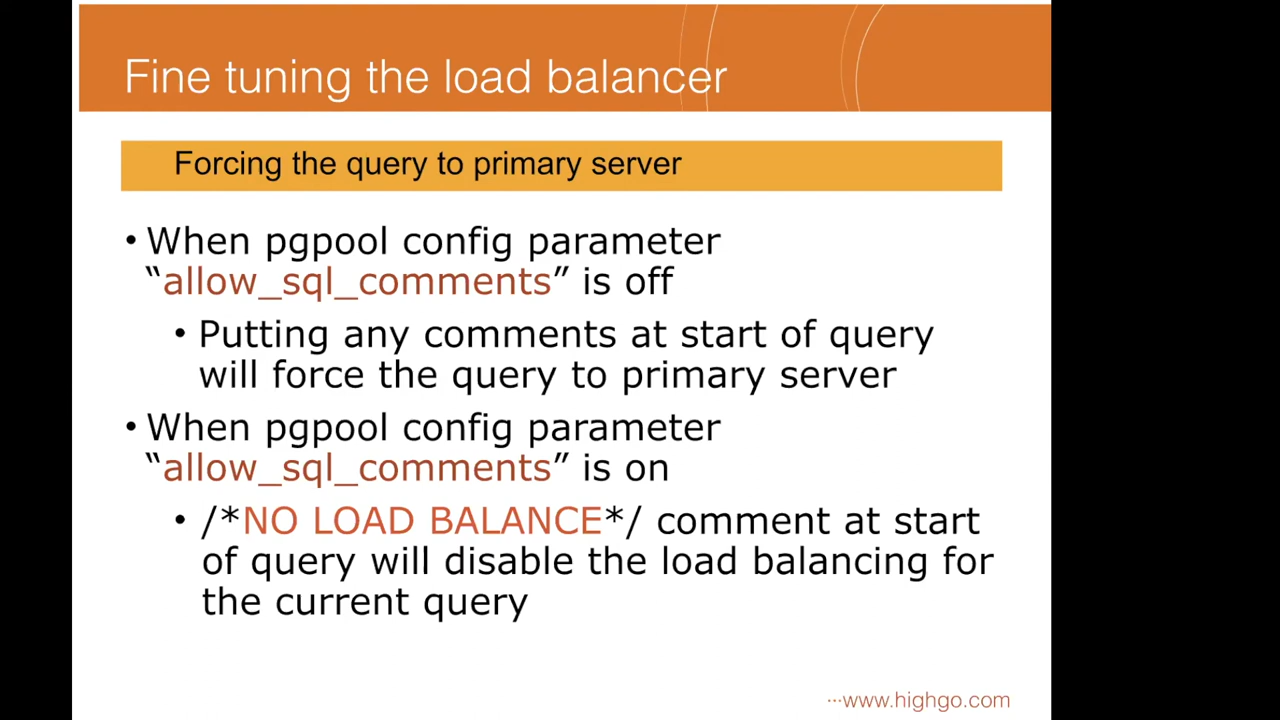 Fine tuning the load balancer
Forcing the query to primary server
• When pgpool config parameter
“allow_sql_comments” is off
• Putting any comments at start of query
will force the query to primary server
• When pgpool config parameter
“allow_sql_comments” is on
• /*NO LOAD BALANCE*/ comment at start
of query will disable the load balancing for
the current query
···www.highgo.com